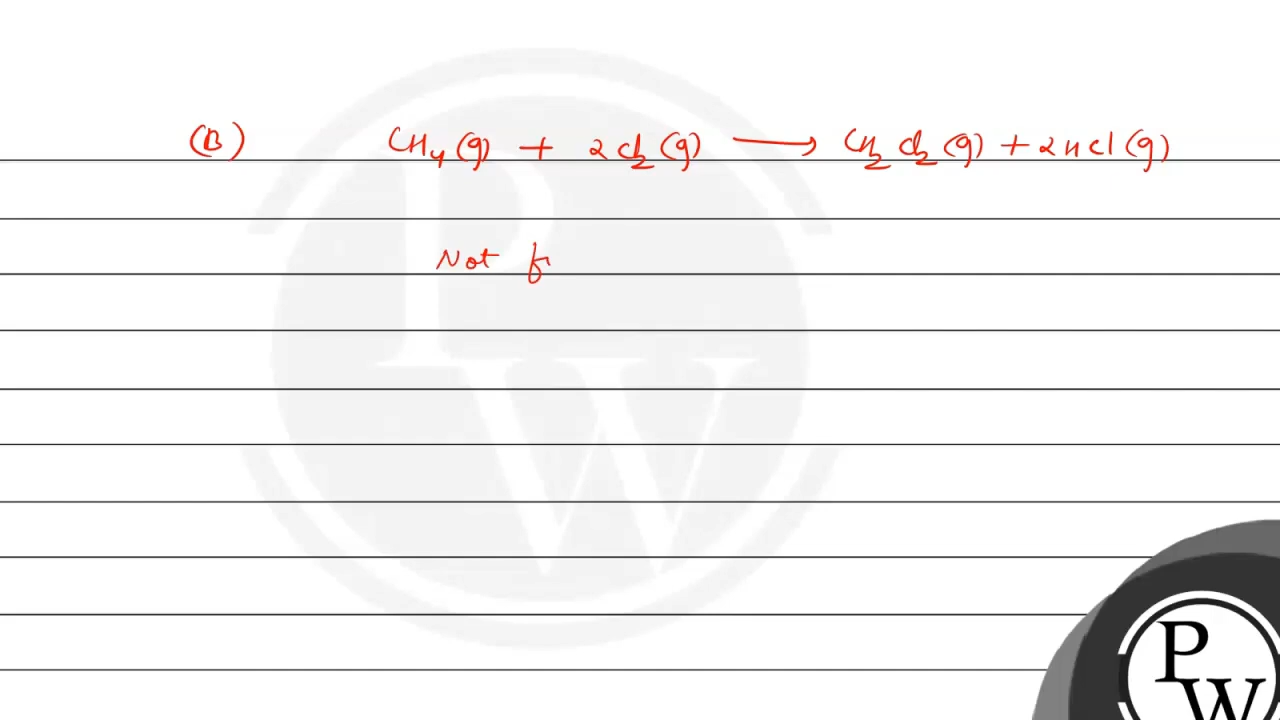 (B) CH₄(g) + 2Cl₂(g) ⟶ CH₂Cl₂(g) + 2HCl(g)
Not f
P
W
P
W